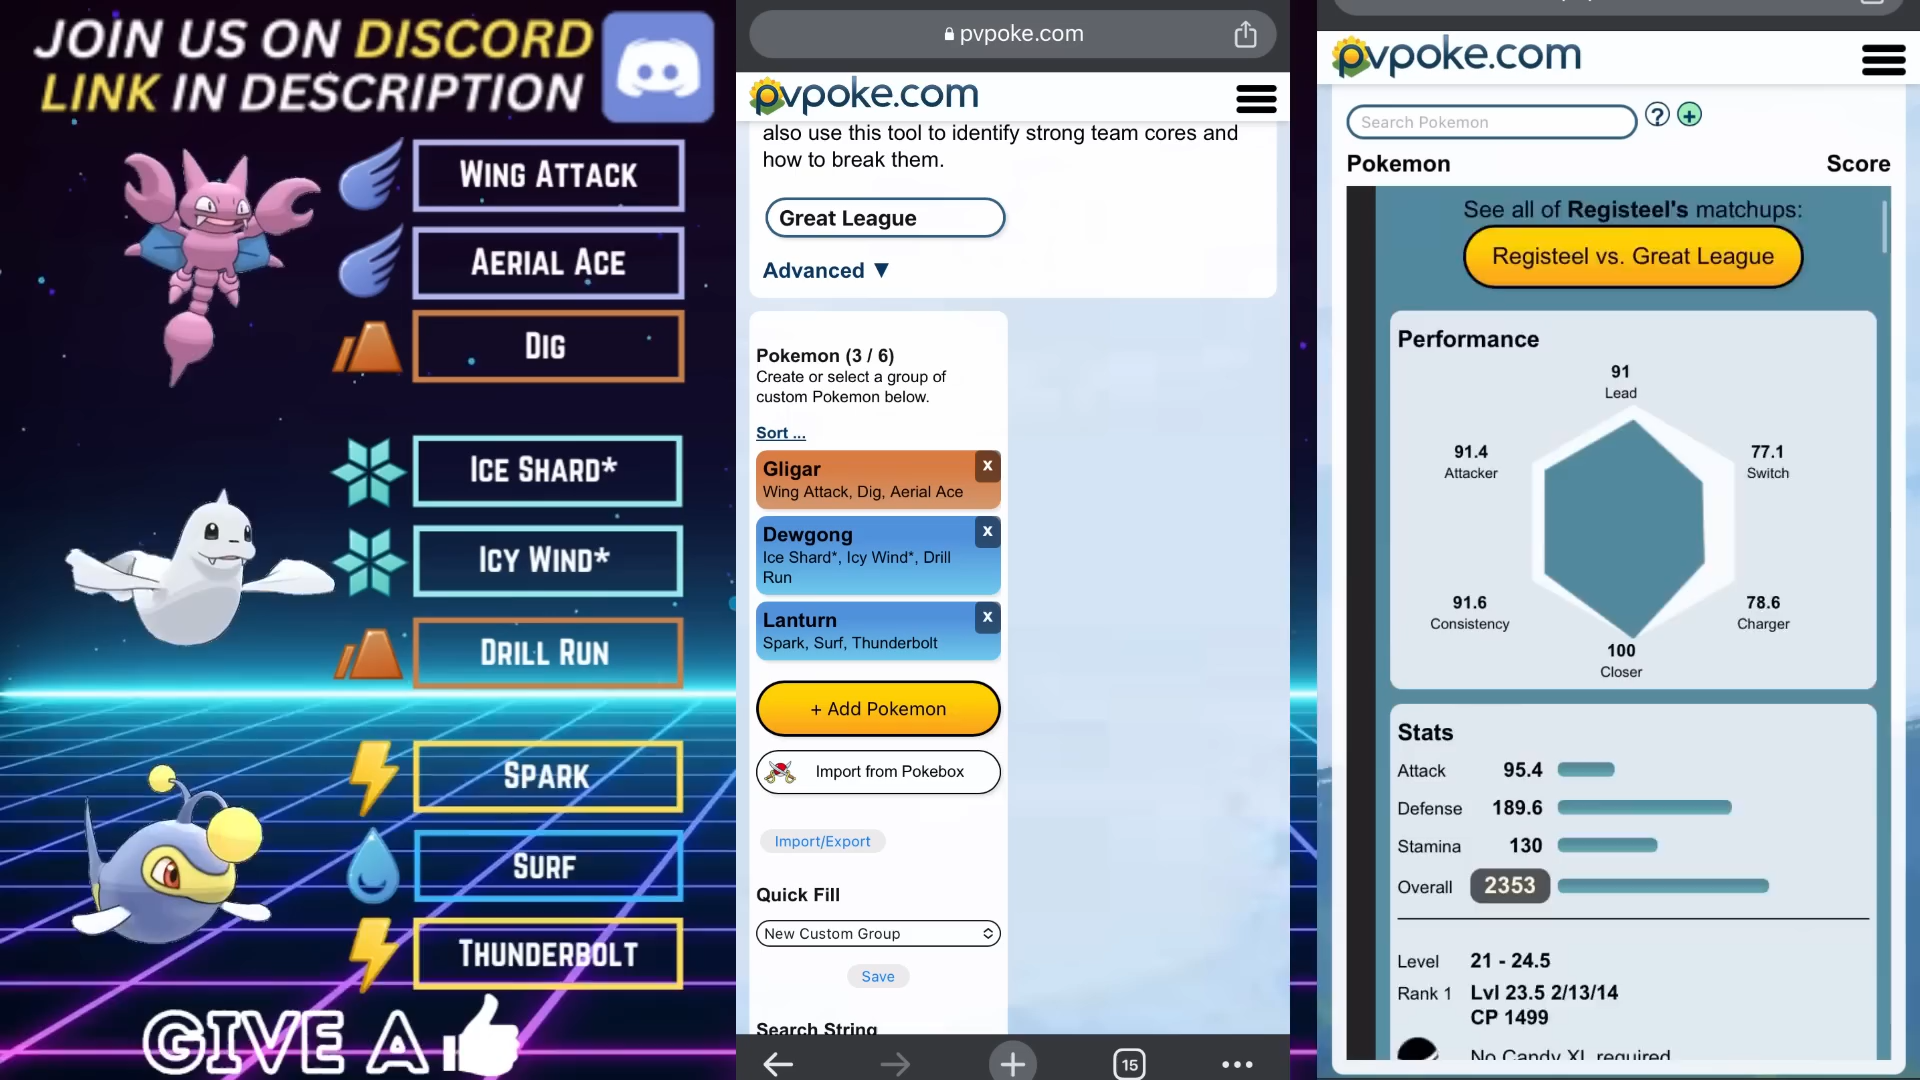 JOIN US ON DISCORD
LINK IN DESCRIPTION
WING ATTACK
AERIAL ACE
DIG
ICE SHARD*
ICY WIND*
DRILL RUN
SPARK
SURF
THUNDERBOLT
GIVE A
pvpoke.com
pvpoke.com
also use this tool to identify strong team cores and
how to break them.
Great League
Advanced ▼
Pokemon (3 / 6)
Create or select a group of
custom Pokemon below.
Sort ...
Gligar
X
Wing Attack, Dig, Aerial Ace
Dewgong
X
Ice Shard*, Icy Wind*, Drill
Run
Lanturn
X
Spark, Surf, Thunderbolt
+ Add Pokemon
Import from Pokebox
Import/Export
Quick Fill
New Custom Group
Save
Search String
15
pvpoke.com
Search Pokemon
?
+
Pokemon Score
See all of Registeel's matchups:
Registeel vs. Great League
Performance
91
Lead
91.4
Attacker
77.1
Switch
91.6
Consistency
78.6
Charger
100
Closer
Stats
Attack 95.4
Defense 189.6
Stamina 130
Overall 2353
Level 21 - 24.5
Rank 1 Lvl 23.5 2/13/14
CP 1499
No Candy XL required